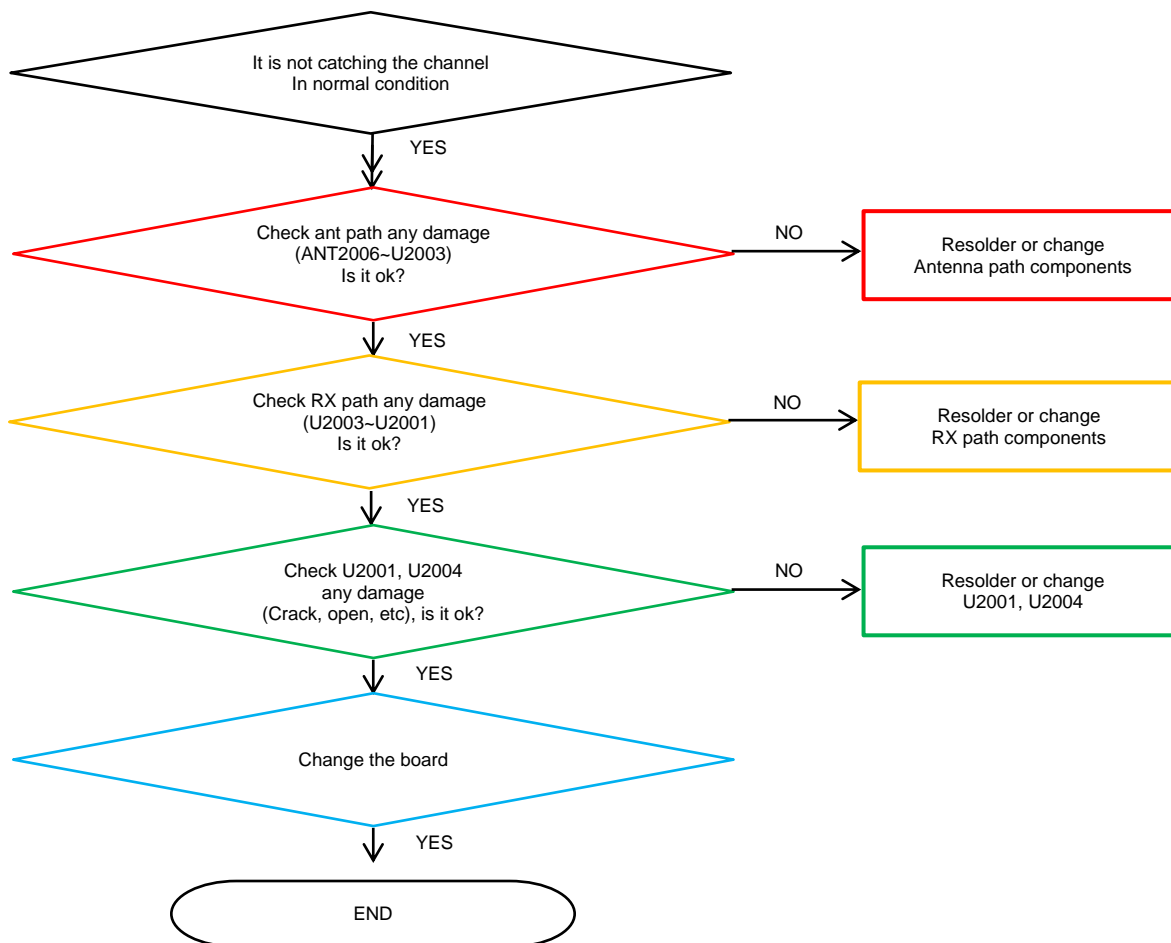 It is not catching the channel
In normal condition
YES
Check ant path any damage
(ANT2006~U2003)
Is it ok?
NO
Resolder or change
Antenna path components
YES
Check RX path any damage
(U2003~U2001)
Is it ok?
NO
Resolder or change
RX path components
YES
Check U2001, U2004
any damage
(Crack, open, etc), is it ok?
NO
Resolder or change
U2001, U2004
YES
Change the board
YES
END